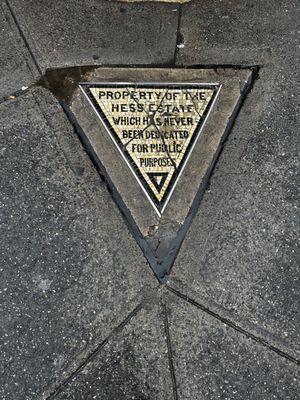 PROPERTY OF THE
HESS ESTATE
WHICH HAS NEVER
BEEN DEDICATED
FOR PUBLIC
PURPOSES